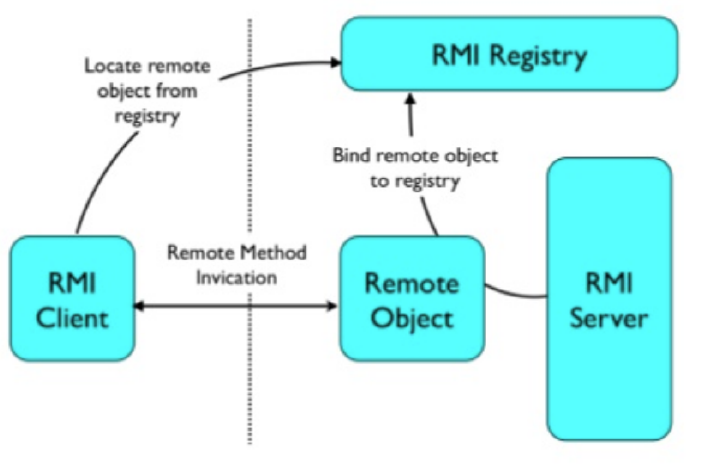 RMI Registry
Locate remote
object from
registry
Bind remote object
to registry
Remote Method
Invication
RMI
Client
Remote
Object
RMI
Server